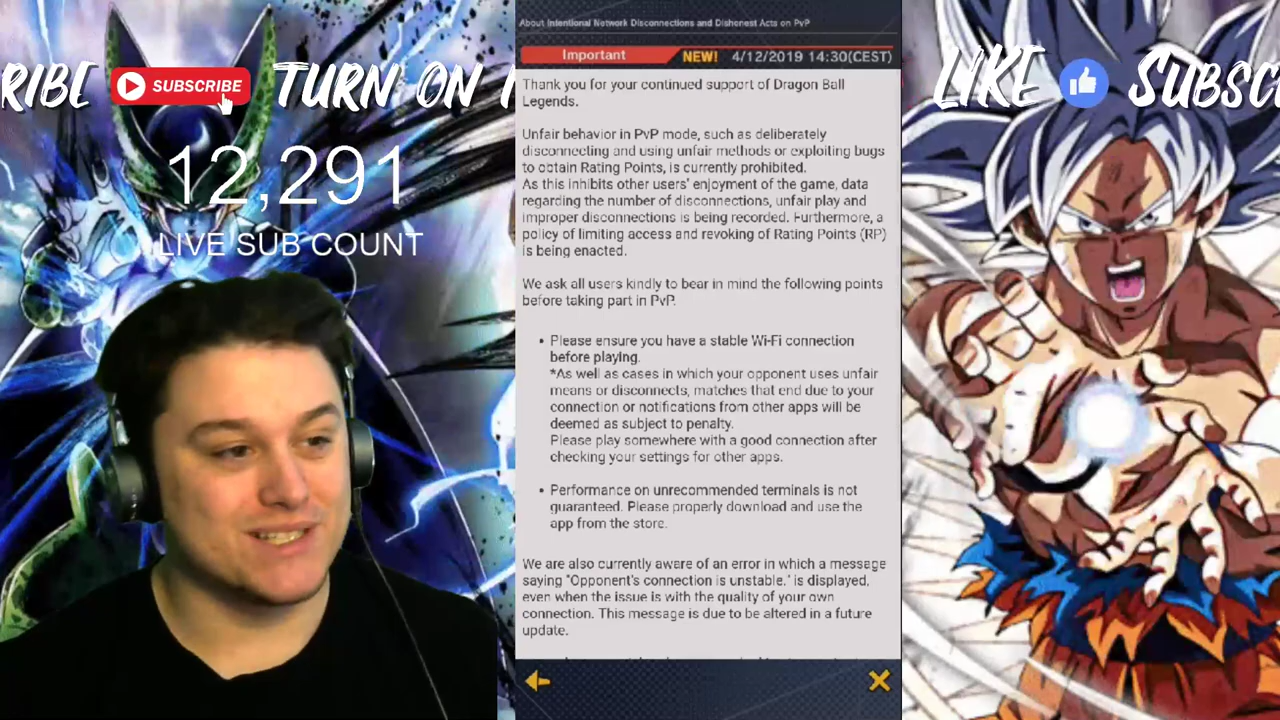 About Intentional Network Disconnections and Dishonest Acts on PvP
Important NEW! 4/12/2019 14:30(CEST)
RIBE SUBSCRIBE TURN ON
LIKE SUBSC
12,291
LIVE SUB COUNT
Thank you for your continued support of Dragon Ball
Legends.
Unfair behavior in PvP mode, such as deliberately
disconnecting and using unfair methods or exploiting bugs
to obtain Rating Points, is currently prohibited.
As this inhibits other users' enjoyment of the game, data
regarding the number of disconnections, unfair play and
improper disconnections is being recorded. Furthermore, a
policy of limiting access and revoking of Rating Points (RP)
is being enacted.
We ask all users kindly to bear in mind the following points
before taking part in PvP.
• Please ensure you have a stable Wi-Fi connection
before playing.
*As well as cases in which your opponent uses unfair
means or disconnects, matches that end due to your
connection or notifications from other apps will be
deemed as subject to penalty.
Please play somewhere with a good connection after
checking your settings for other apps.
• Performance on unrecommended terminals is not
guaranteed. Please properly download and use the
app from the store.
We are also currently aware of an error in which a message
saying "Opponent's connection is unstable." is displayed,
even when the issue is with the quality of your own
connection. This message is due to be altered in a future
update.